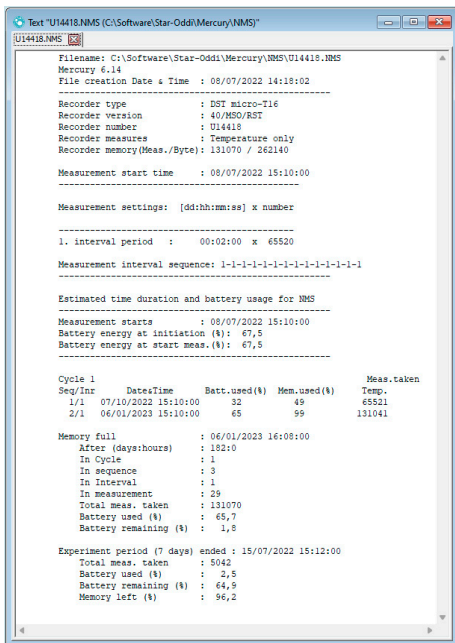 Text "U14418.NMS (C:\Software\Star-Oddi\Mercury\NMS)"
U14418.NMS
Filename: C:\Software\Star-Oddi\Mercury\NMS\U14418.NMS
Mercury 6.14
File creation Date & Time : 08/07/2022 14:18:02
--------------------------------------------------
Recorder type : DST micro-T16
Recorder version : 40/MSO/RST
Recorder number : U14418
Recorder measures : Temperature only
Recorder memory(Meas./Byte): 131070 / 262140
Measurement start time : 08/07/2022 15:10:00
--------------------------------------------
Measurement settings: [dd:hh:mm:ss] x number
-------------------------------------------
1. interval period : 00:02:00 x 65520
Measurement interval sequence: 1-1-1-1-1-1-1-1-1-1-1-1-1-1
--------------------------------------------------
Estimated time duration and battery usage for NMS
--------------------------------------------------
Measurement starts : 08/07/2022 15:10:00
Battery energy at initiation (%): 67,5
Battery energy at start meas.(%): 67,5
--------------------------------------------------
Cycle 1 Meas.taken
Seq/Inr Date&Time Batt.used(%) Mem.used(%) Temp.
1/1 07/10/2022 15:10:00 32 49 65521
2/1 06/01/2023 15:10:00 65 99 131041
Memory full : 06/01/2023 16:08:00
After (days:hours) : 182:0
In Cycle : 1
In sequence : 3
In Interval : 1
In measurement : 29
Total meas. taken : 131070
Battery used (%) : 65,7
Battery remaining (%) : 1,8
Experiment period (7 days) ended : 15/07/2022 15:12:00
Total meas. taken : 5042
Battery used (%) : 2,5
Battery remaining (%) : 64,9
Memory left (%) : 96,2